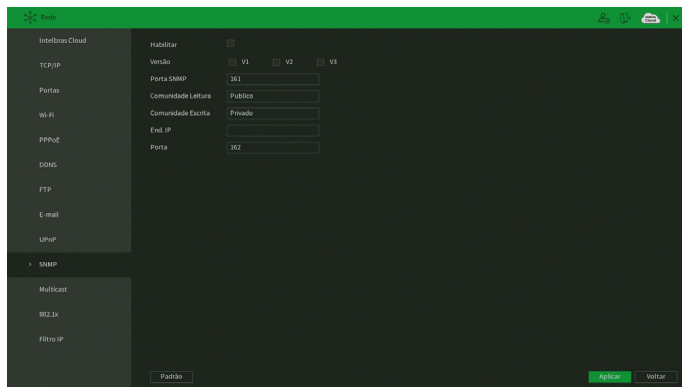 Rede
Intelbras Cloud
TCP/IP
Portas
Wi-Fi
PPPoE
DDNS
FTP
E-mail
UPnP
> SNMP
Multicast
802.1x
Filtro IP
Habilitar
Versão V1 V2 V3
Porta SNMP 161
Comunidade Leitura Publico
Comunidade Escrita Privado
End. IP
Porta 162
Padrão Aplicar Voltar